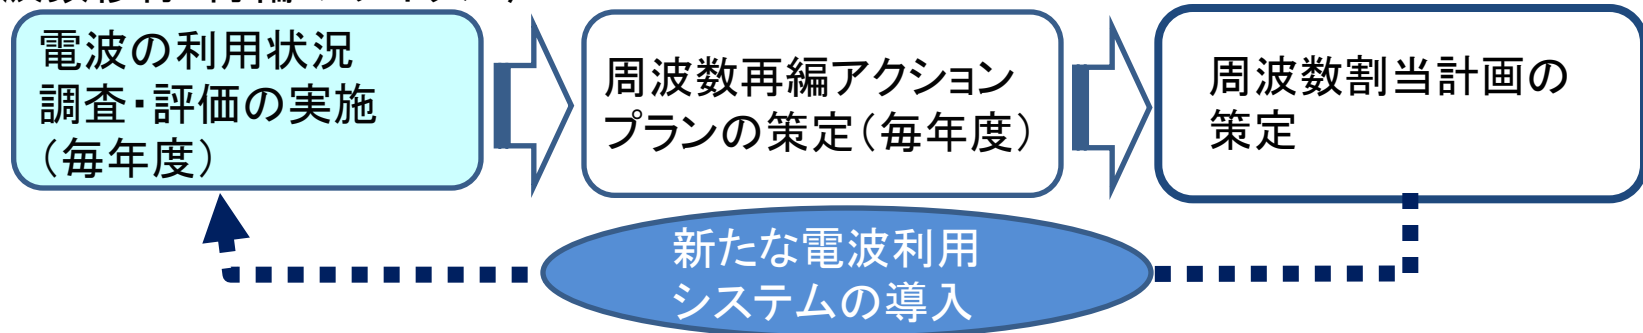 電波の利用状況
調査・評価の実施
（毎年度）
周波数再編アクション
プランの策定（毎年度）
周波数割当計画の
策定
新たな電波利用
システムの導入